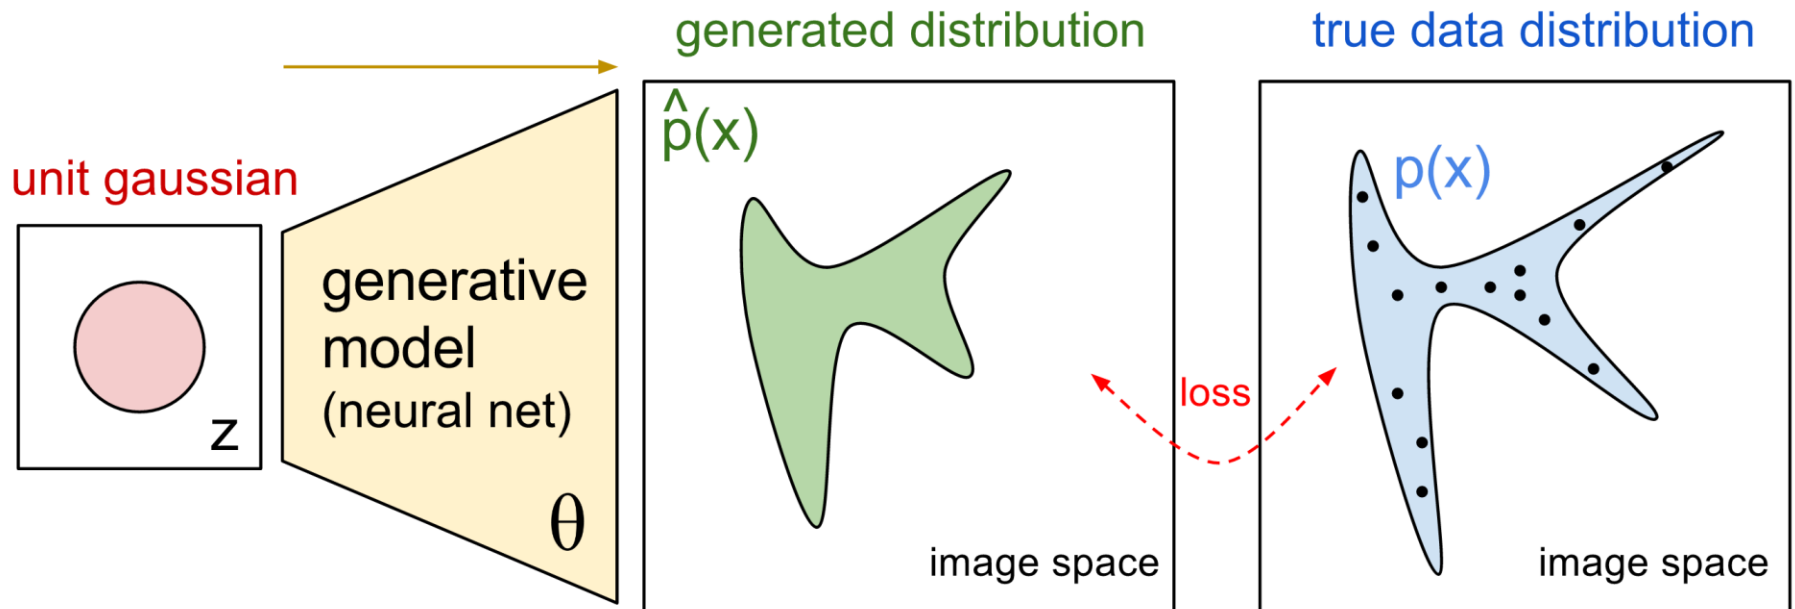 generated distribution
true data distribution
p̂(x)
p(x)
unit gaussian
generative
model
(neural net)
z
θ
loss
image space
image space